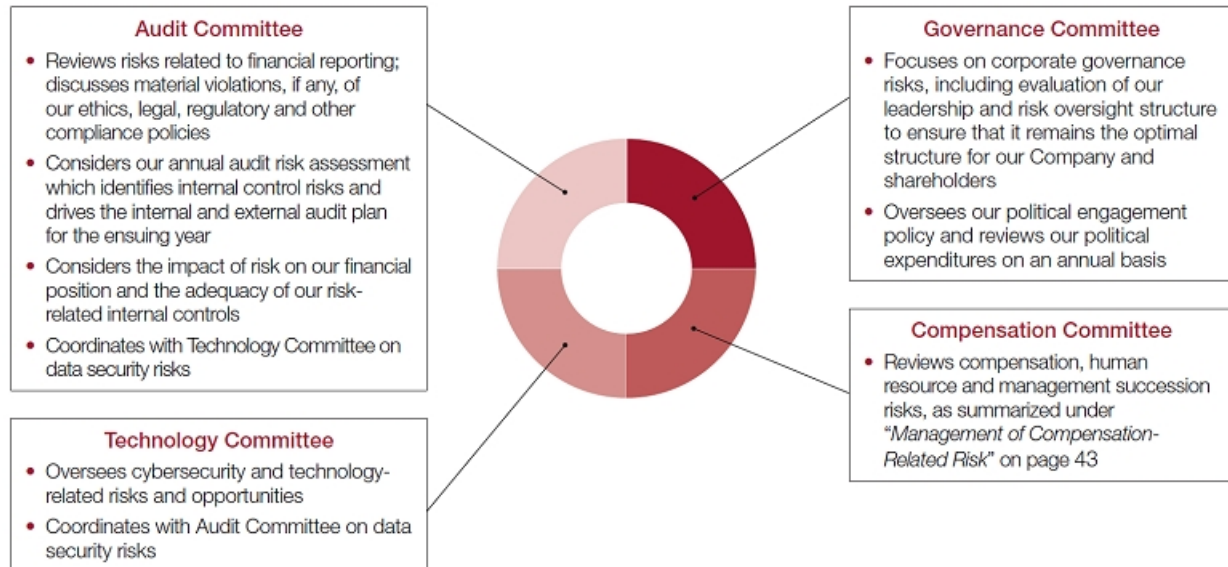 Audit Committee
• Reviews risks related to financial reporting;
discusses material violations, if any, of
our ethics, legal, regulatory and other
compliance policies
• Considers our annual audit risk assessment
which identifies internal control risks and
drives the internal and external audit plan
for the ensuing year
• Considers the impact of risk on our financial
position and the adequacy of our risk-
related internal controls
• Coordinates with Technology Committee on
data security risks
Technology Committee
• Oversees cybersecurity and technology-
related risks and opportunities
• Coordinates with Audit Committee on data
security risks
Governance Committee
• Focuses on corporate governance
risks, including evaluation of our
leadership and risk oversight structure
to ensure that it remains the optimal
structure for our Company and
shareholders
• Oversees our political engagement
policy and reviews our political
expenditures on an annual basis
Compensation Committee
• Reviews compensation, human
resource and management succession
risks, as summarized under
“Management of Compensation-
Related Risk” on page 43